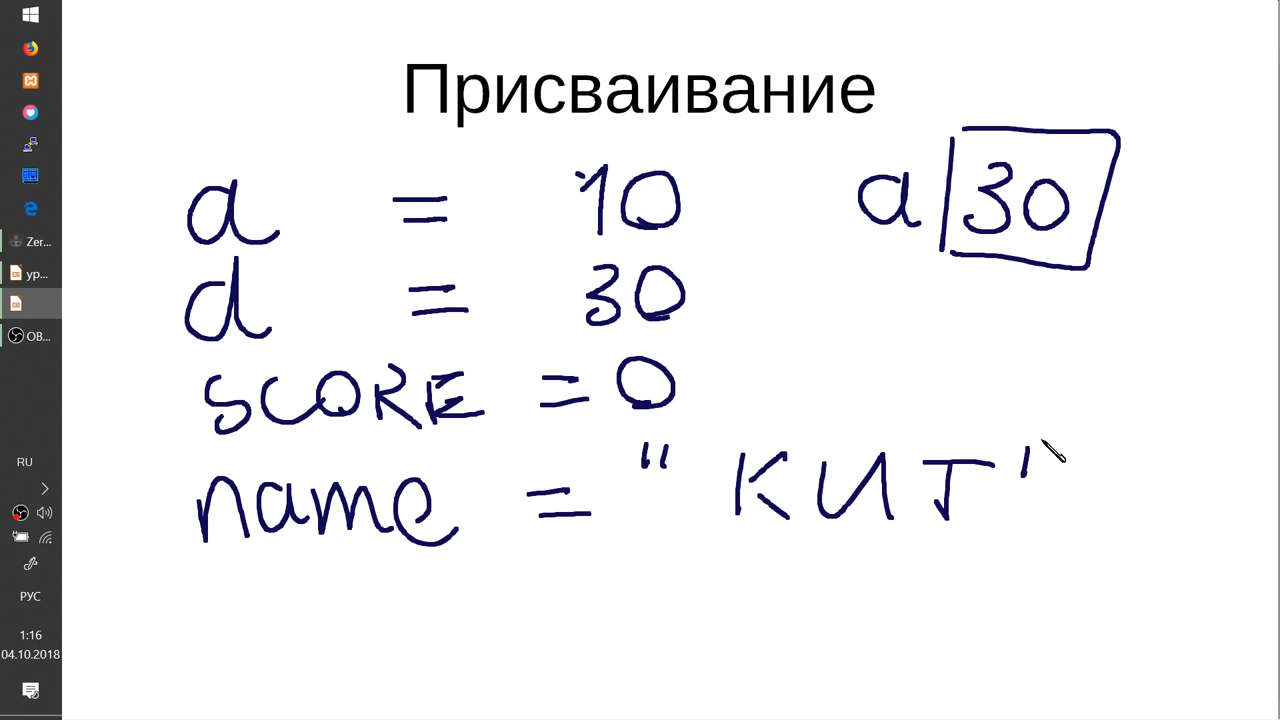 Присваивание
a = 10
a 30
d = 30
SCORE = 0
name = " КИТ '
Zer...
ур...
OB...
RU
РУС
1:16
04.10.2018